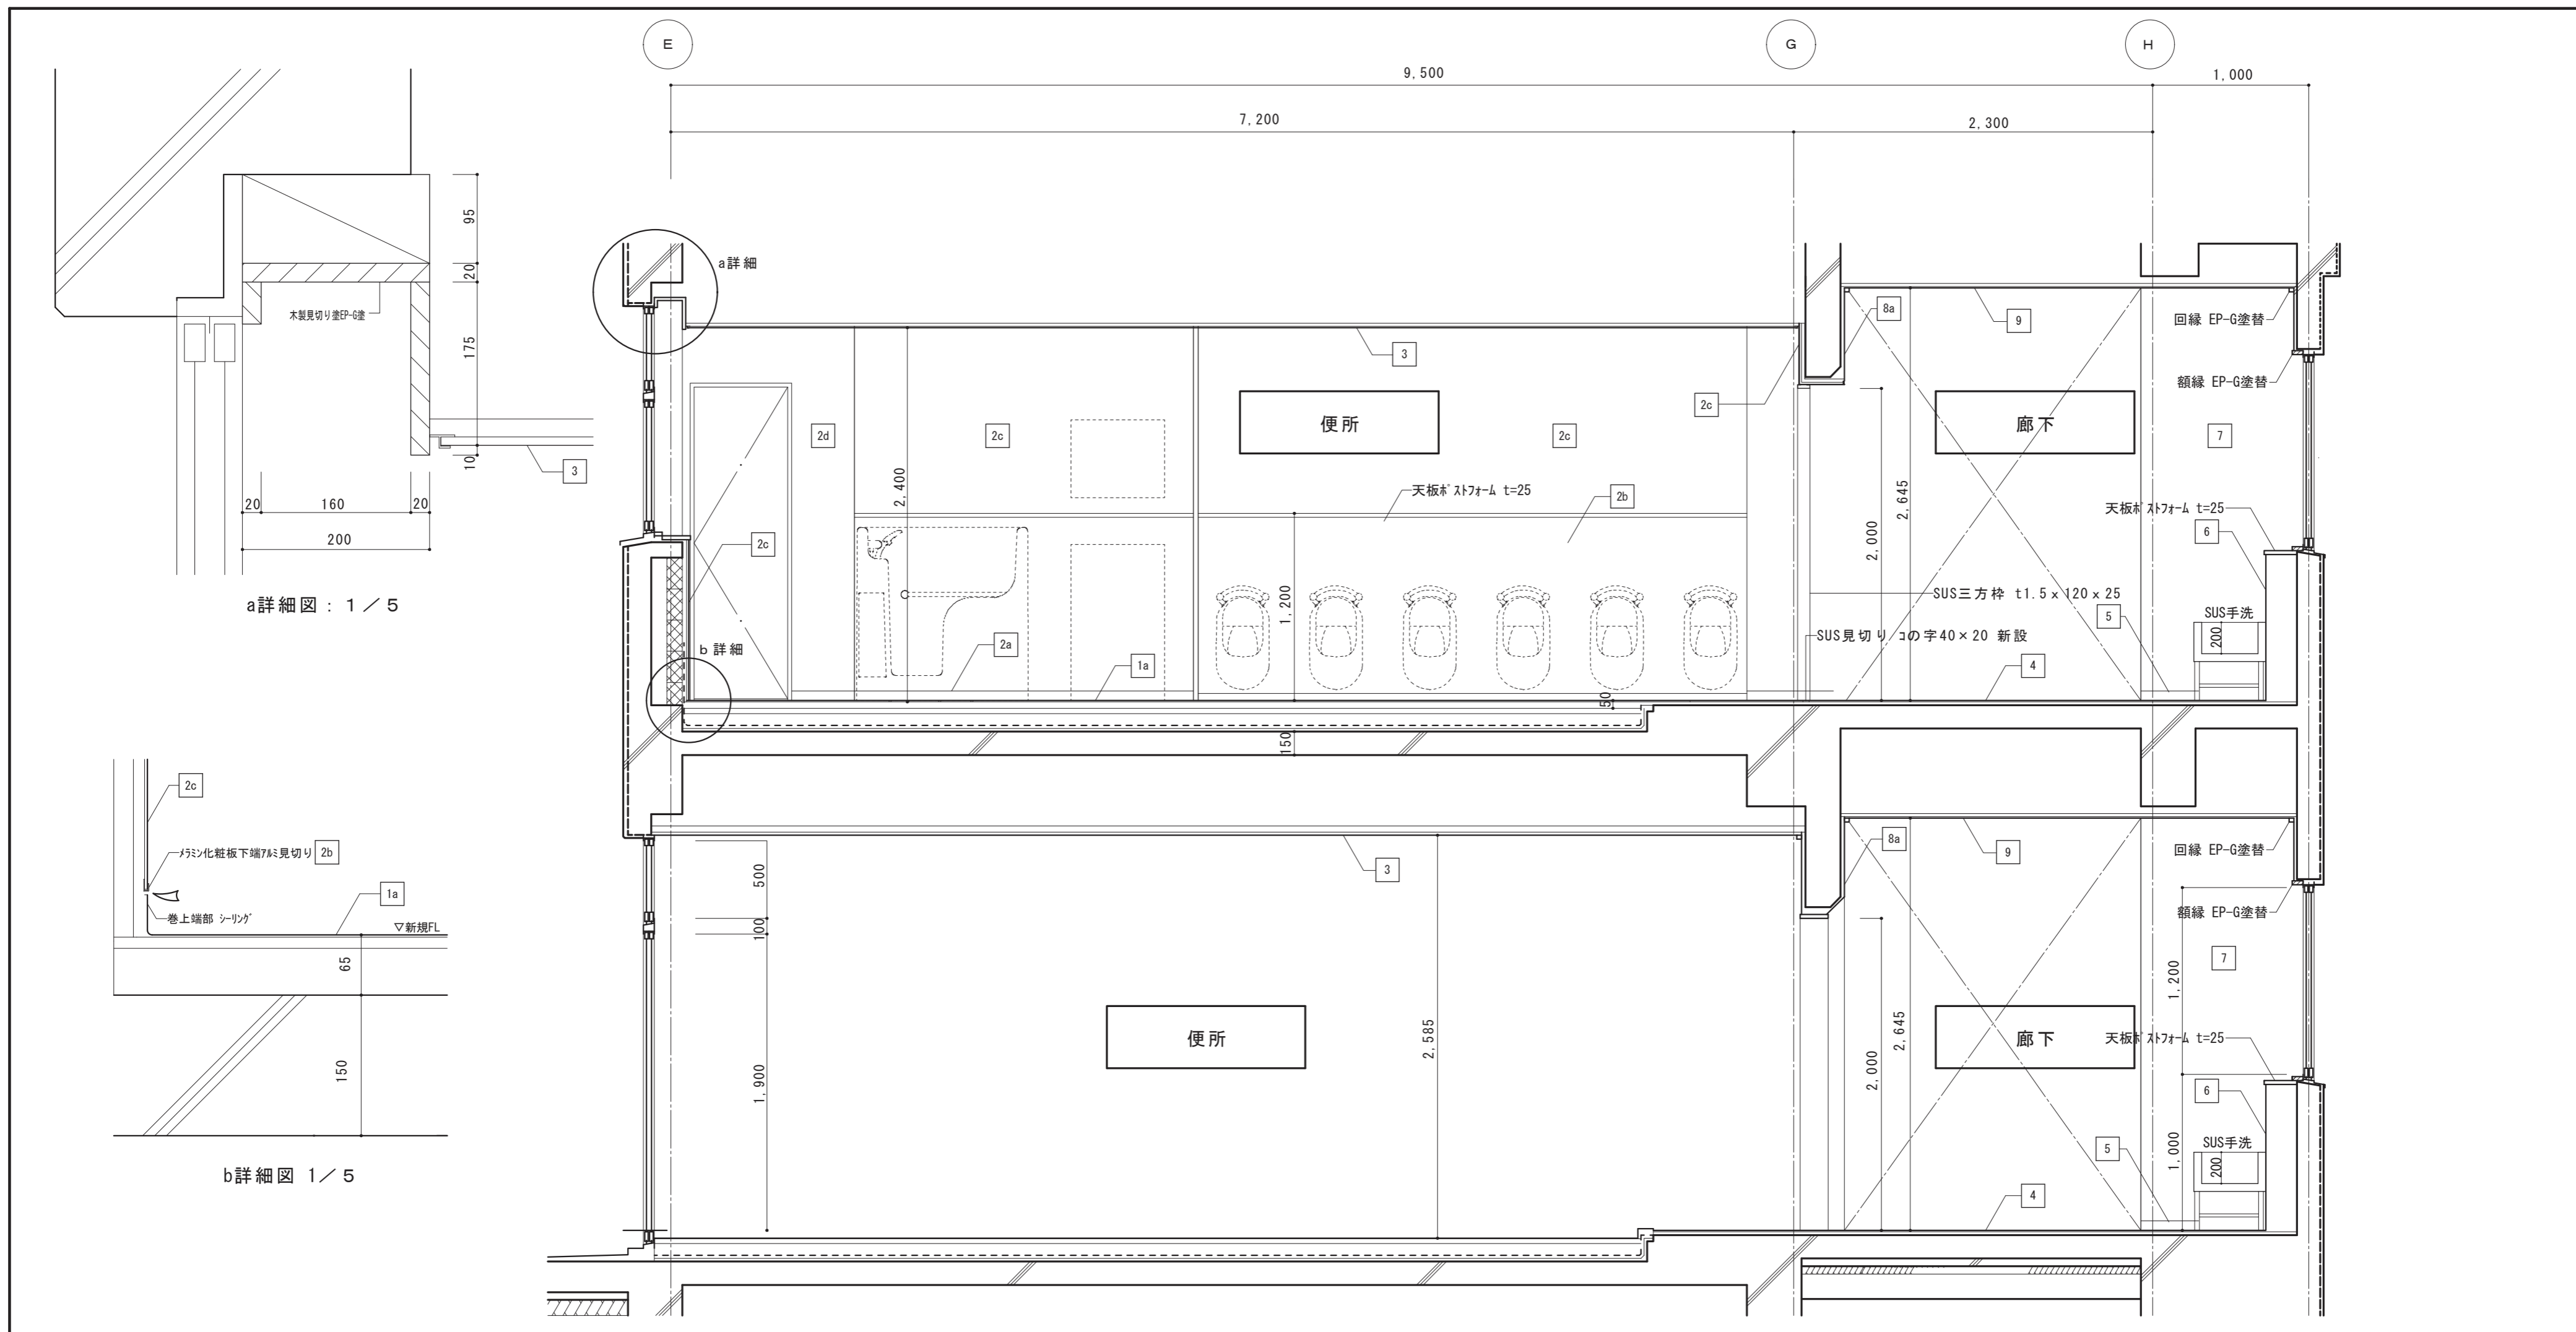 E
G
H
9,500
1,000
7,200
2,300
95
20
木製見切り塗EP-G塗
175
10
3
20
160
20
200
a詳細図：1／5
a詳細
8a
9
回縁 EP-G塗替
3
額縁 EP-G塗替
2c
便所
廊下
2d
2c
2c
7
2,400
天板ポストフォーム t=25
2b
2,645
天板ポストフォーム t=25
2,000
6
2c
1,200
SUS三方枠 t1.5×120×25
5
SUS手洗
200
SUS見切り コの字40×20 新設
b詳細
2a
1a
4
50
150
2c
メラミン化粧板下端アルミ見切り
2b
1a
巻上端部 シーリング
▽新規FL
65
150
b詳細図 1／5
8a
9
回縁 EP-G塗替
3
500
100
額縁 EP-G塗替
7
1,200
便所
2,585
2,645
廊下
天板ポストフォーム t=25
2,000
1,900
6
1,000
SUS手洗
5
200
4